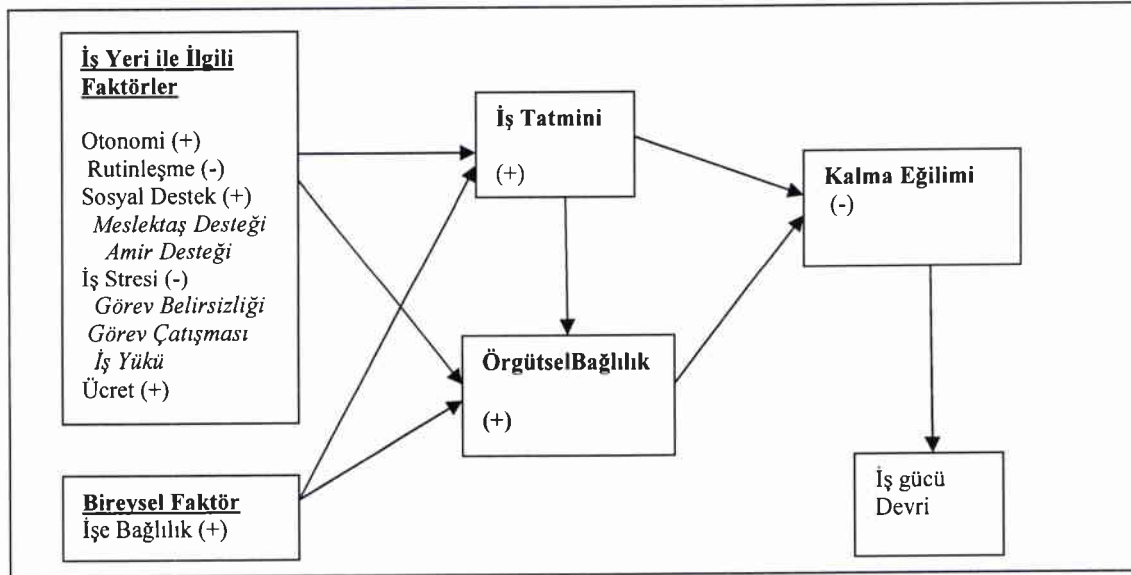 İş Yeri ile İlgili
Faktörler
Otonomi (+)
Rutinleşme (-)
Sosyal Destek (+)
Meslektaş Desteği
Amir Desteği
İş Stresi (-)
Görev Belirsizliği
Görev Çatışması
İş Yükü
Ücret (+)
Bireysel Faktör
İşe Bağlılık (+)
İş Tatmini
(+)
ÖrgütselBağlılık
(+)
Kalma Eğilimi
(-)
İş gücü
Devri